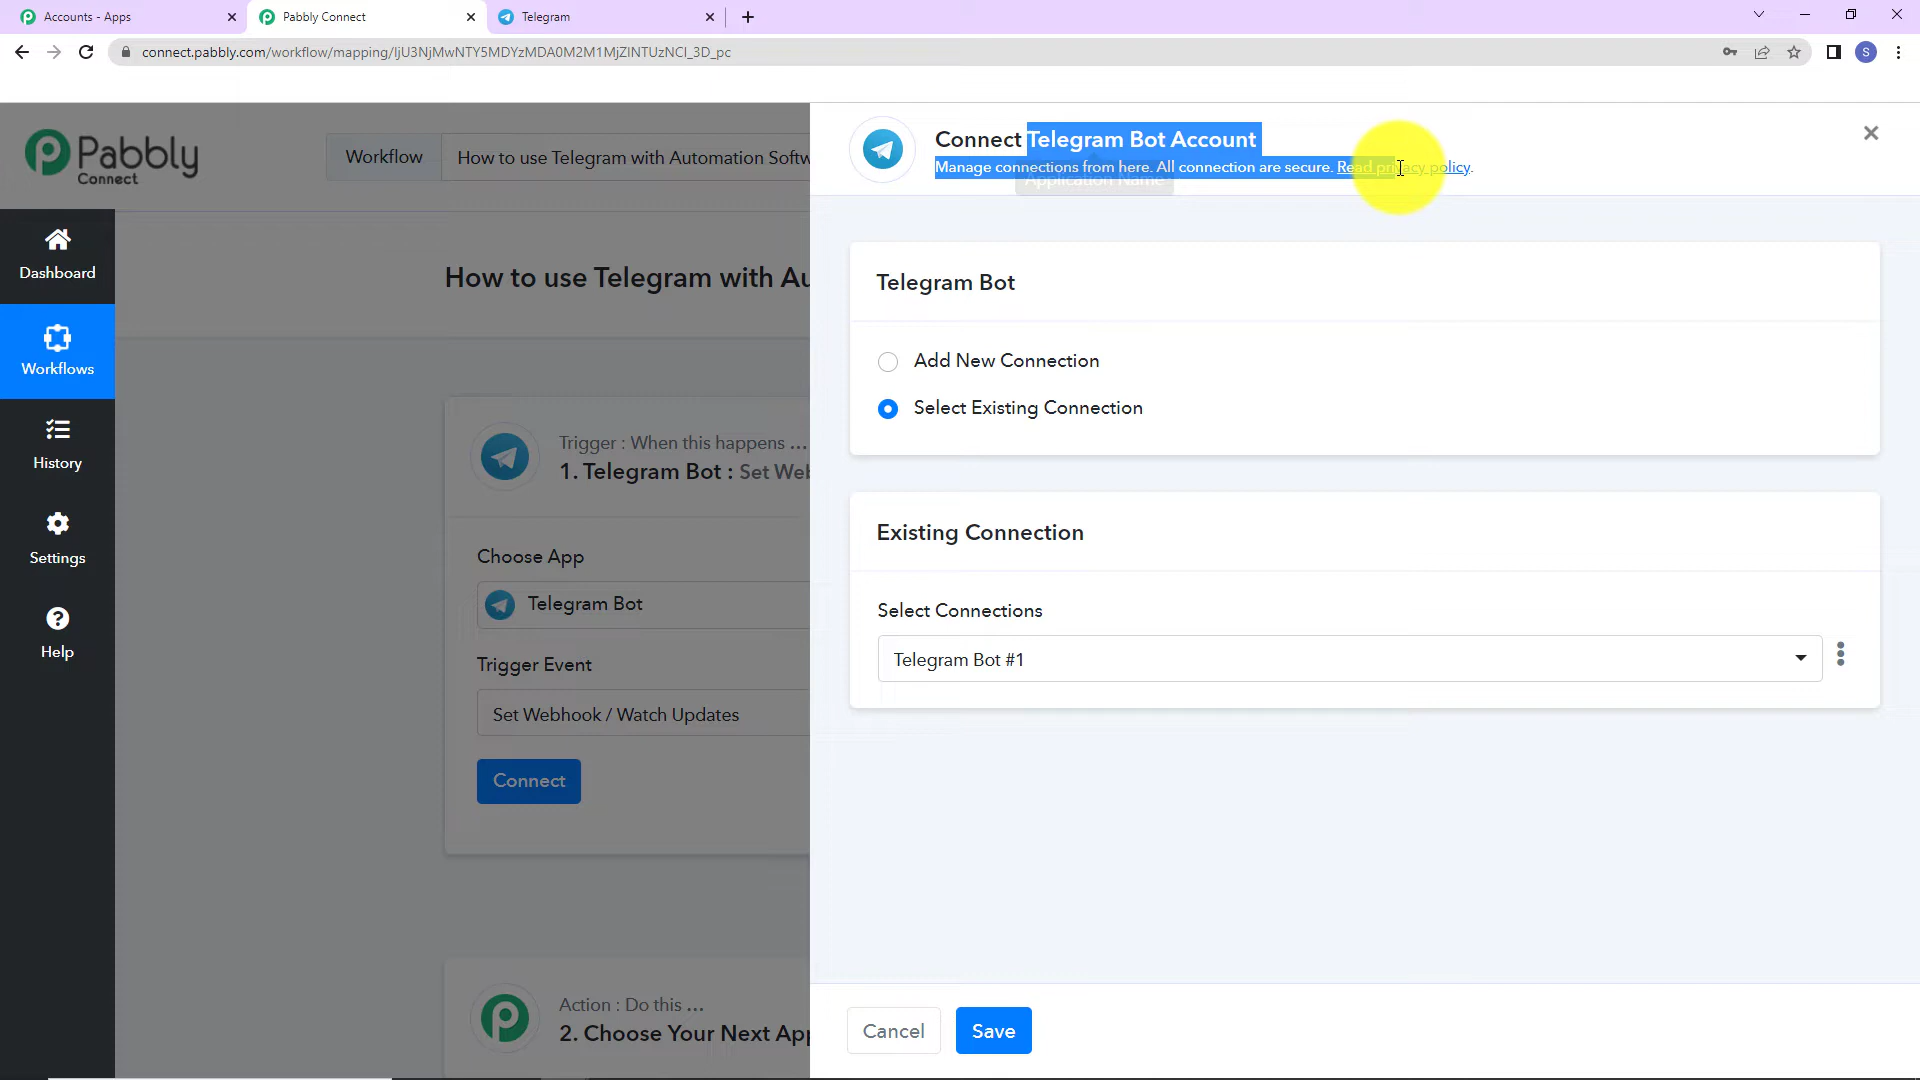 Accounts - Apps
Pabbly Connect
Telegram
connect.pabbly.com/workflow/mapping/
S
Pabbly
Connect
Workflow
How to use Telegram with Automation Softw
Connect Telegram Bot Account
Manage connections from here. All connection are secure. Read privacy policy.
Application Name
Dashboard
Workflows
History
Settings
Help
How to use Telegram with Au
Trigger : When this happens ...
1. Telegram Bot : Set Web
Choose App
Telegram Bot
Trigger Event
Set Webhook / Watch Updates
Connect
Action : Do this ...
2. Choose Your Next App
Telegram Bot
Add New Connection
Select Existing Connection
Existing Connection
Select Connections
Telegram Bot #1
Cancel
Save